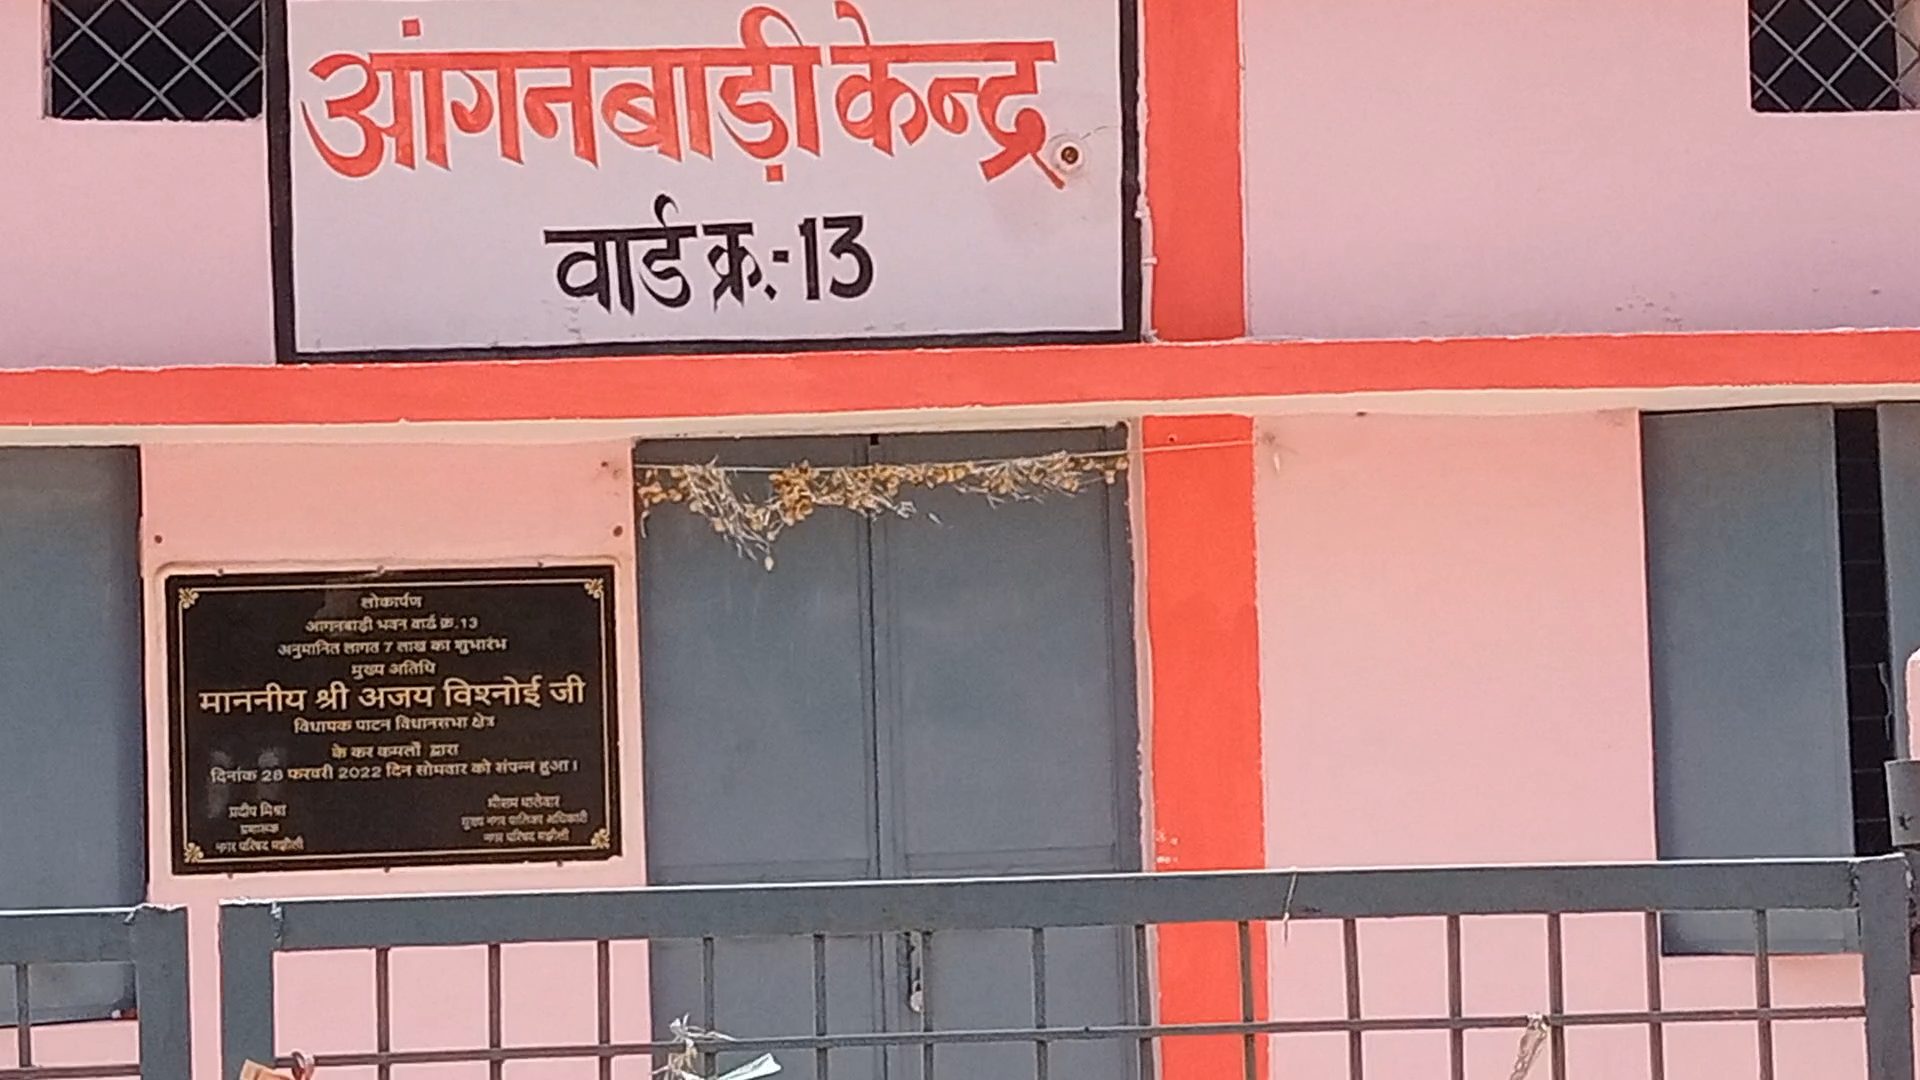 आंगनबाड़ी केन्द्र
वार्ड क्र.:-13
लोकार्पण
आंगनबाड़ी भवन वार्ड क्र.13
अनुमानित लागत 7 लाख का शुभारंभ
मुख्य अतिथि
माननीय श्री अजय विश्नोई जी
विधायक पाटन विधानसभा क्षेत्र
के कर कमलों द्वारा
दिनांक 28 फरवरी 2022 दिन सोमवार को संपन्न हुआ।
प्रदीप मिश्रा
प्रशासक
नगर परिषद मझौली
मुख्य नगर पालिका अधिकारी
नगर परिषद मझौली